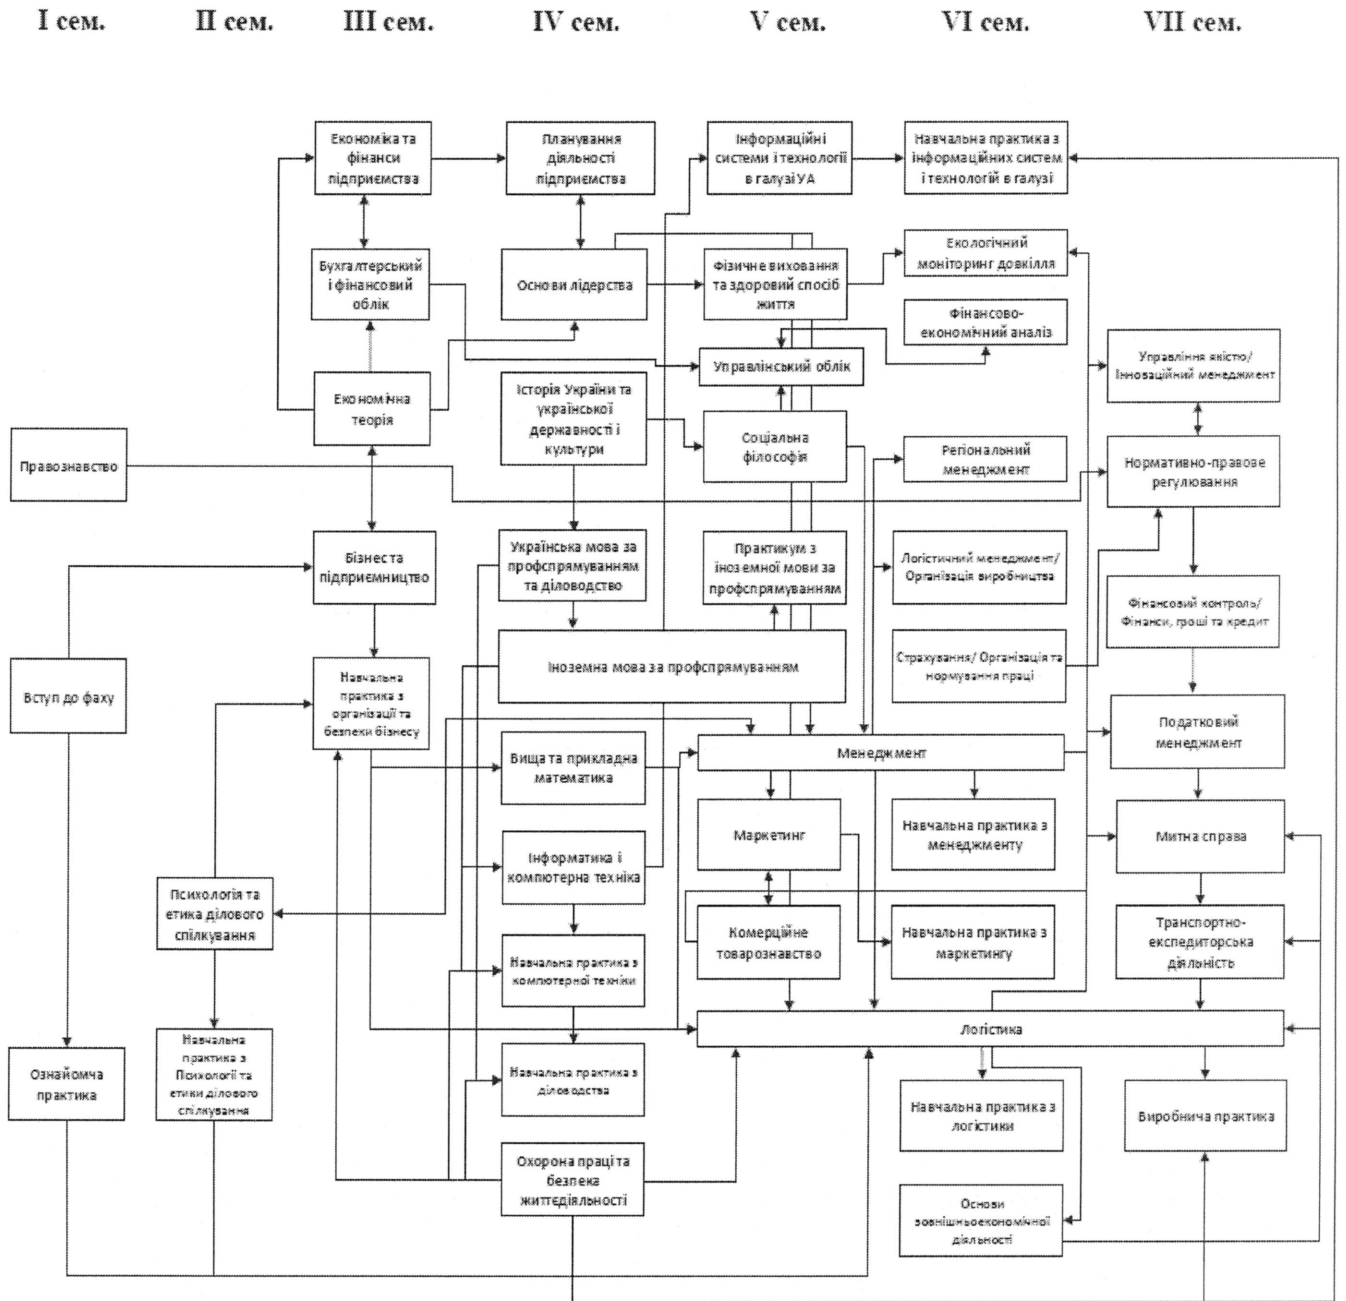 I сем.
II сем.
III сем.
IV сем.
V сем.
VI сем.
VII сем.
Правознавство
Вступ до фаху
Ознайомча
практика
Психологія та
етика ділового
спілкування
Навчальна
практика з
Психології та
етики ділового
спілкування
Економіка та
фінанси
підприємства
Бухгалтерський
і фінансовий
облік
Економічна
теорія
Бізнес та
підприємництво
Навчальна
практика з
організації та
безпеки бізнесу
Планування
діяльності
підприємства
Основи лідерства
Історія України та
української
державності і
культури
Українська мова за
профспрямуванням
та діловодство
Іноземна мова за профспрямуванням
Вища та прикладна
математика
Інформатика і
компютерна техніка
Навчальна практика з
компютерної техніки
Навчальна практика з
діловодства
Охорона праці та
безпека
життєдіяльності
Інформаційні
системи і технології
в галузі УА
Фізичне виховання
та здоровий спосіб
життя
Управлінський облік
Соціальна
філософія
Практикум з
іноземної мови за
профспрямуванням
Менеджмент
Маркетинг
Комерційне
товарознавство
Логістика
Навчальна практика з
інформаційних систем
і технологій в галузі
Екологічний
моніторинг довкілля
Фінансово-
економічний аналіз
Регіональний
менеджмент
Логістичний менеджмент/
Організація виробництва
Страхування/ Організація та
нормування праці
Навчальна практика з
менеджменту
Навчальна практика з
маркетингу
Навчальна практика з
логістики
Основи
зовнішньоекономічної
діяльності
Управління якістю/
Інноваційний менеджмент
Нормативно-правове
регулювання
Фінансовий контроль/
Фінанси, гроші та кредит
Податковий
менеджмент
Митна справа
Транспортно-
експедиторська
діяльність
Виробнича практика